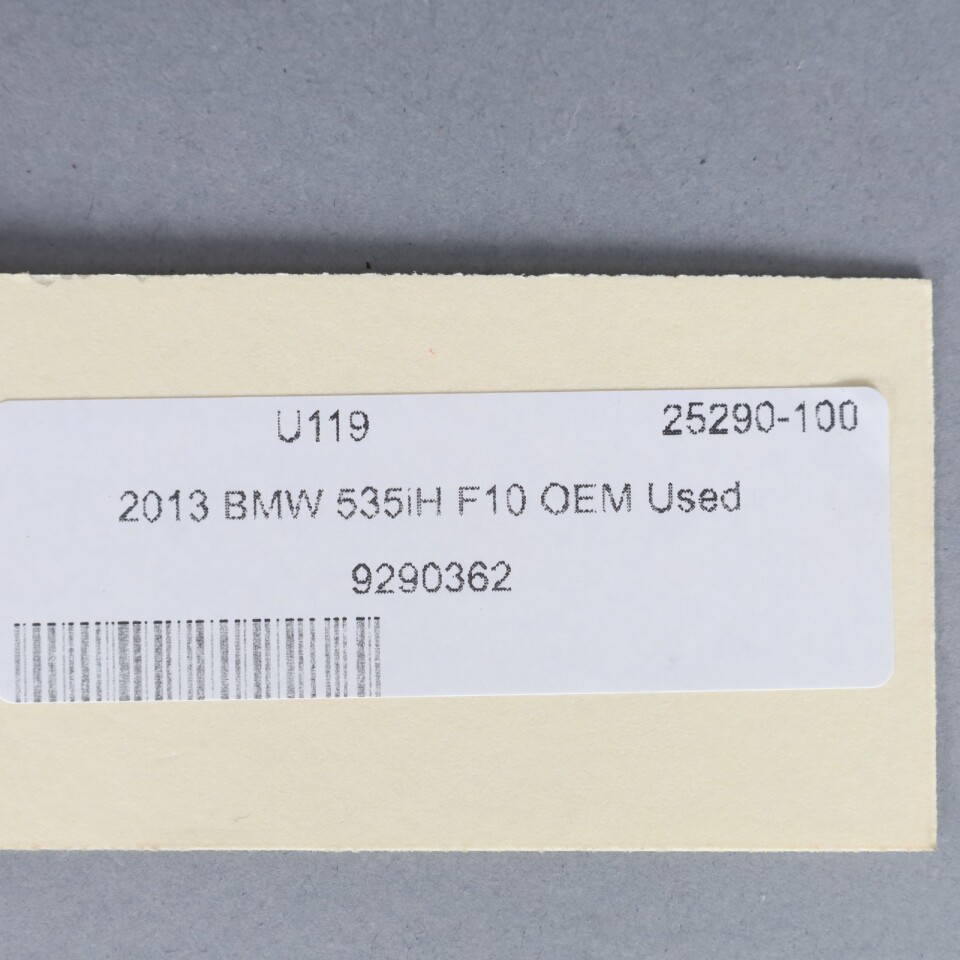 U119 25290-100
2013 BMW 535iH F10 OEM Used
9290362